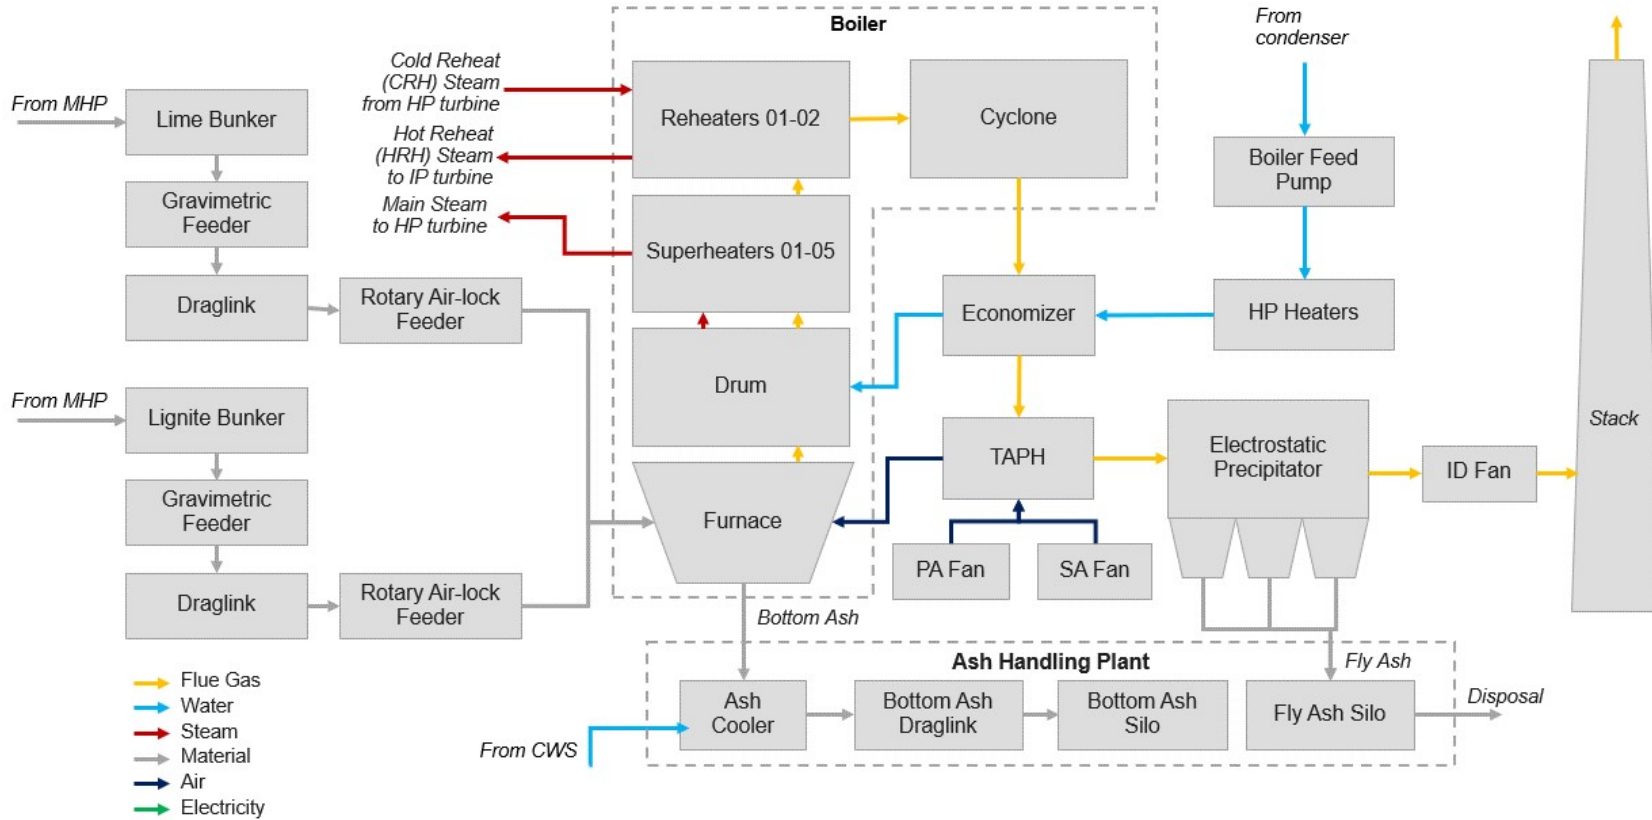 Boiler
From
condenser
Cold Reheat
(CRH) Steam
from HP turbine
Hot Reheat
(HRH) Steam
to IP turbine
Main Steam
to HP turbine
From MHP
Lime Bunker
Gravimetric
Feeder
Draglink
Rotary Air-lock
Feeder
From MHP
Lignite Bunker
Gravimetric
Feeder
Draglink
Rotary Air-lock
Feeder
Reheaters 01-02
Cyclone
Superheaters 01-05
Drum
Furnace
Boiler Feed
Pump
HP Heaters
Economizer
TAPH
PA Fan
SA Fan
Electrostatic
Precipitator
ID Fan
Stack
Bottom Ash
Ash Handling Plant
Fly Ash
Ash
Cooler
Bottom Ash
Draglink
Bottom Ash
Silo
Fly Ash Silo
Disposal
From CWS
Flue Gas
Water
Steam
Material
Air
Electricity